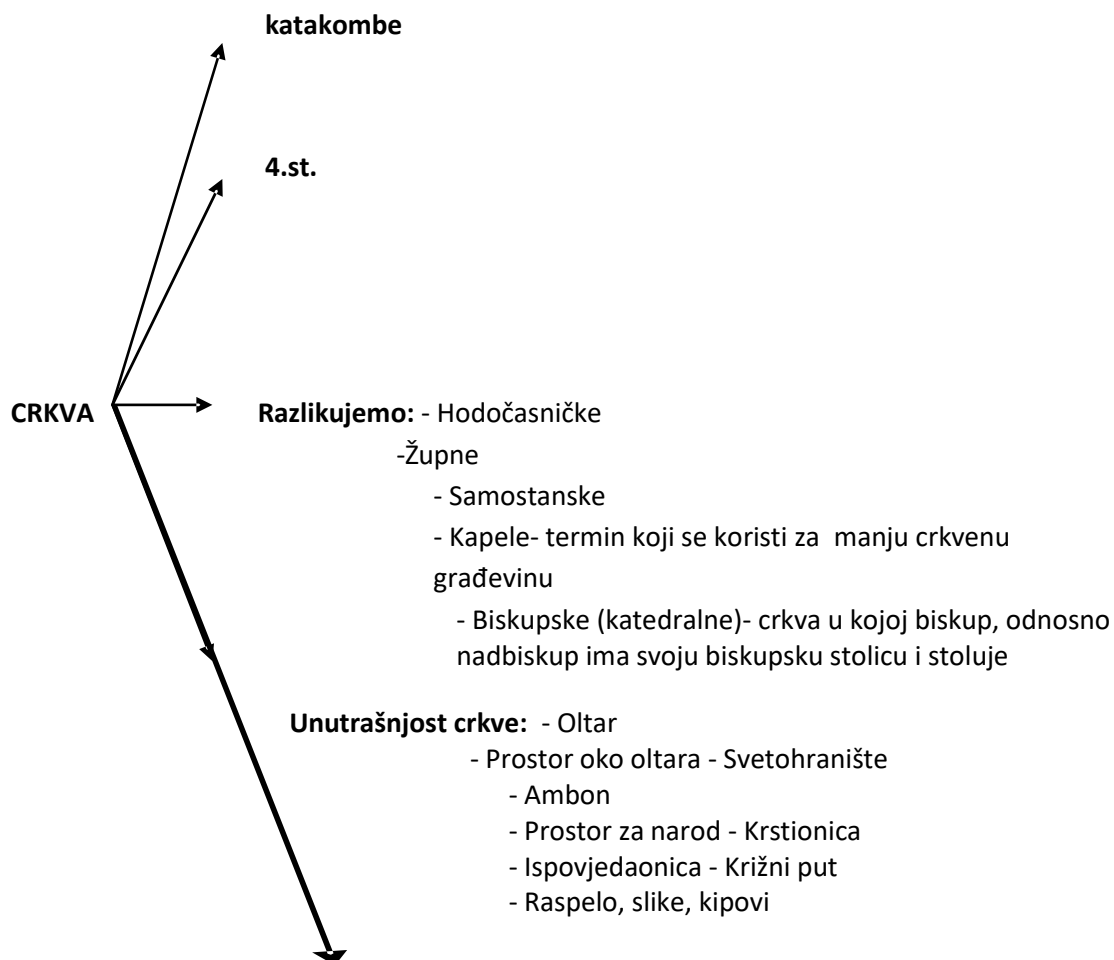 katakombe
4.st.
CRKVA
Razlikujemo: - Hodočasničke
-Župne
- Samostanske
- Kapele- termin koji se koristi za manju crkvenu
građevinu
- Biskupske (katedralne)- crkva u kojoj biskup, odnosno
nadbiskup ima svoju biskupsku stolicu i stoluje
Unutrašnjost crkve: - Oltar
- Prostor oko oltara - Svetohranište
- Ambon
- Prostor za narod - Krstionica
- Ispovjedaonica - Križni put
- Raspelo, slike, kipovi